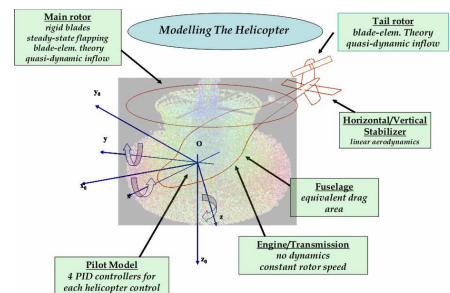 Modelling The Helicopter
Main rotor
rigid blades
steady-state flapping
blade-elem. theory
quasi-dynamic inflow
Tail rotor
blade-elem. Theory
quasi-dynamic inflow
Horizontal/Vertical
Stabilizer
linear aerodynamics
Fuselage
equivalent drag
area
Engine/Transmission
no dynamics
constant rotor speed
Pilot Model
4 PID controllers for
each helicopter control
y₀
y
O
x₀
x
z
z₀